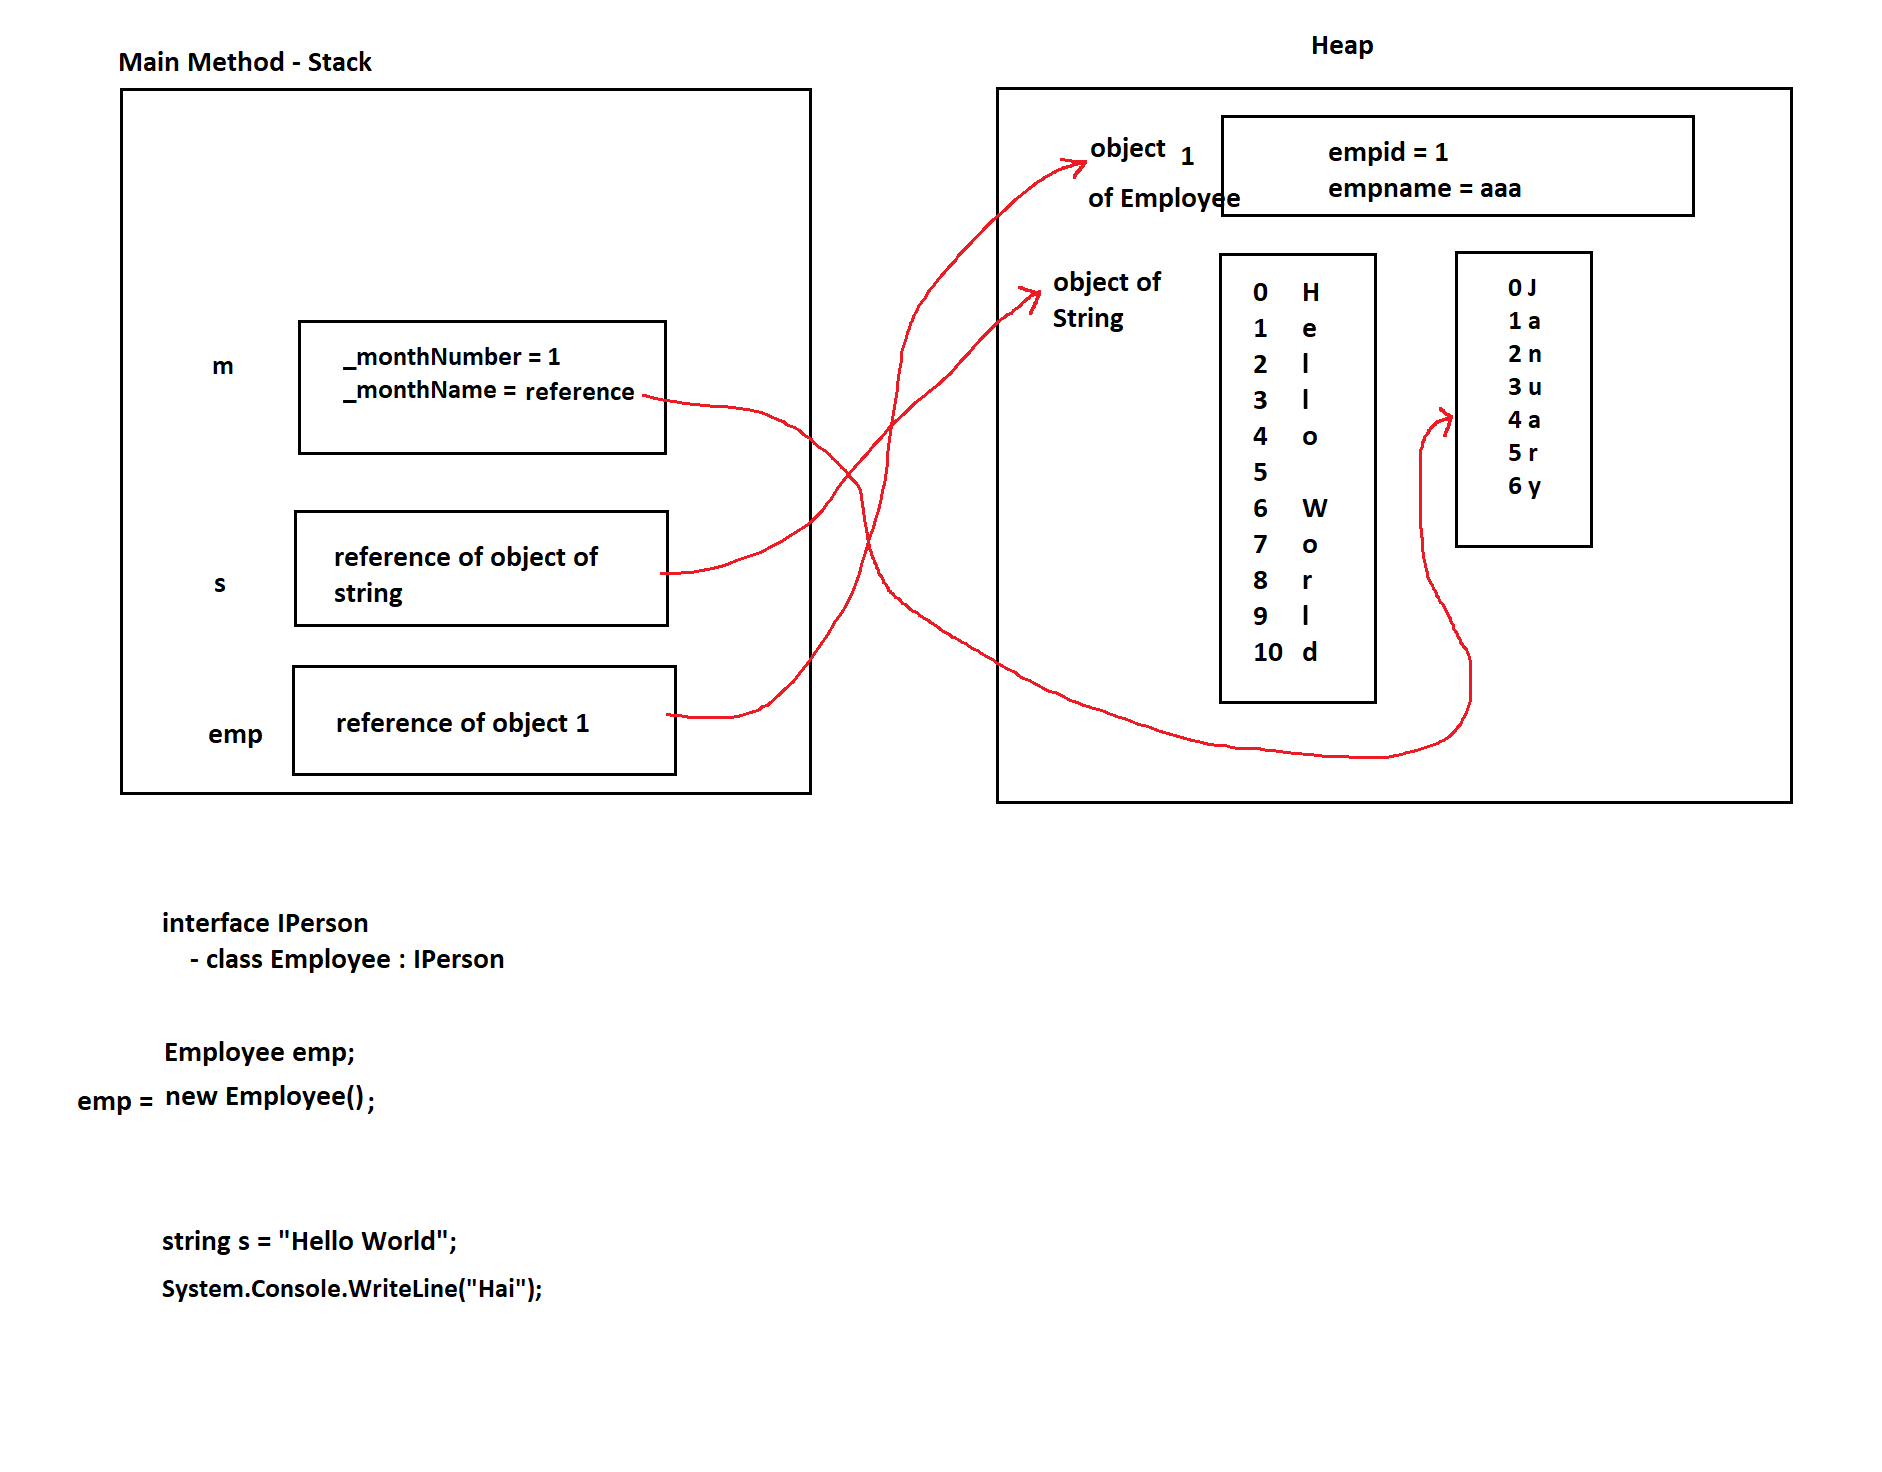 Main Method - Stack
m
_monthNumber = 1
_monthName = reference
s
reference of object of
string
emp
reference of object 1
Heap
object 1
of Employee
empid = 1
empname = aaa
object of
String
0 H
1 e
2 l
3 l
4 o
5
6 W
7 o
8 r
9 l
10 d
0 J
1 a
2 n
3 u
4 a
5 r
6 y
interface IPerson
- class Employee : IPerson
Employee emp;
emp = new Employee() ;
string s = "Hello World";
System.Console.WriteLine("Hai");